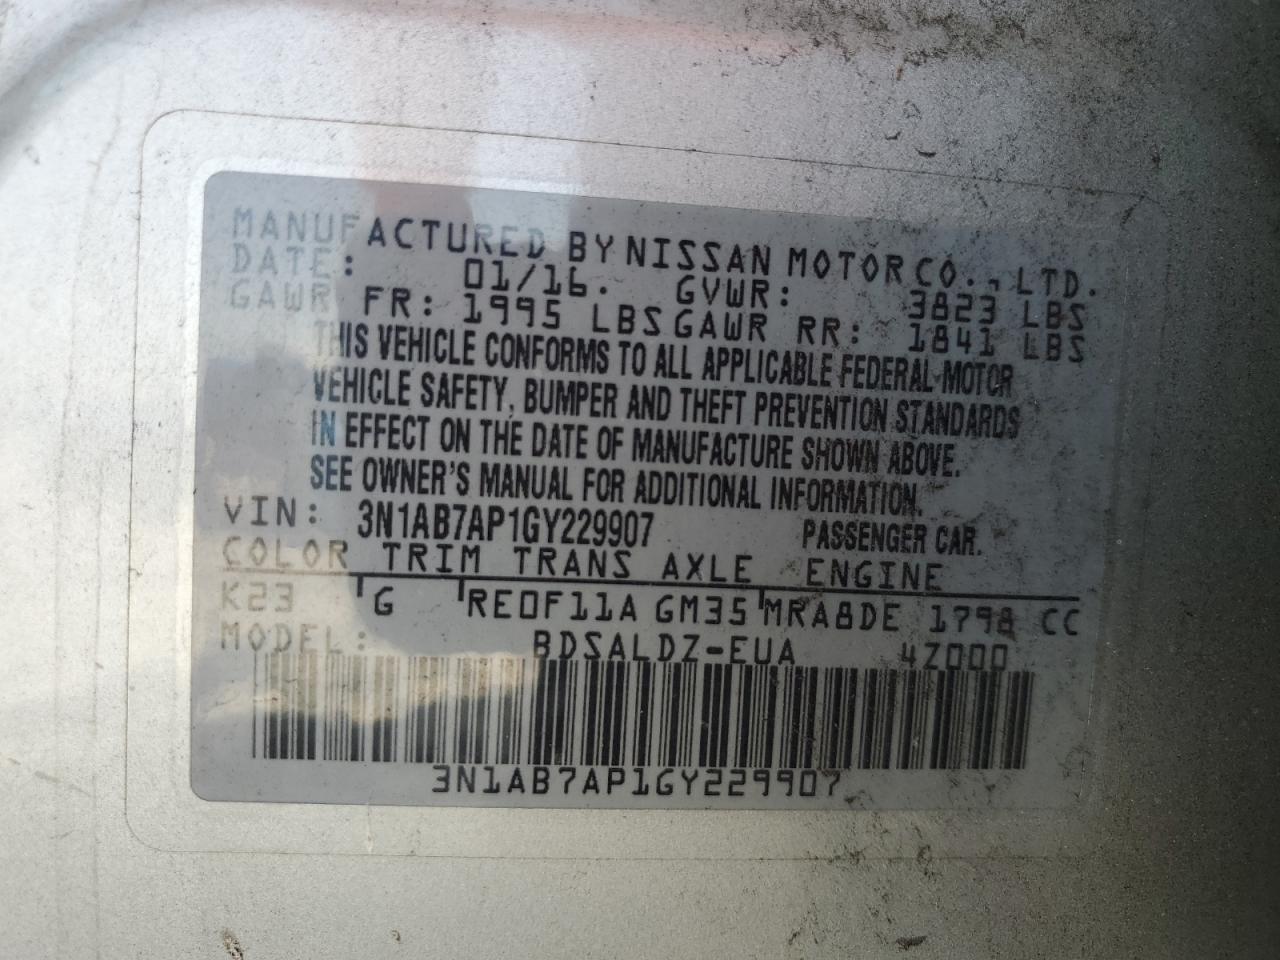 MANUFACTURED BY NISSAN MOTOR CO., LTD.
DATE: 01/16. GVWR: 3823 LBS
GAWR FR: 1995 LBS GAWR RR: 1841 LBS
THIS VEHICLE CONFORMS TO ALL APPLICABLE FEDERAL MOTOR
VEHICLE SAFETY, BUMPER AND THEFT PREVENTION STANDARDS
IN EFFECT ON THE DATE OF MANUFACTURE SHOWN ABOVE.
SEE OWNER'S MANUAL FOR ADDITIONAL INFORMATION.
VIN: 3N1AB7AP1GY229907 PASSENGER CAR.
COLOR TRIM TRANS AXLE ENGINE
K23 G RE0F11A GM35 MRA8DE 1798 CC
MODEL: BDSALDZ-EUA 4Z000
3N1AB7AP1GY229907